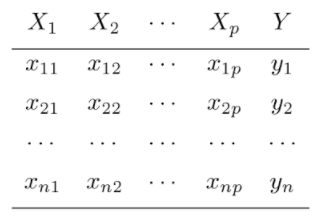 X₁ X₂ ⋯ Xₚ Y
x₁₁ x₁₂ ⋯ x₁ₚ y₁
x₂₁ x₂₂ ⋯ x₂ₚ y₂
⋯ ⋯ ⋯ ⋯ ⋯
xₙ₁ xₙ₂ ⋯ xₙₚ yₙ